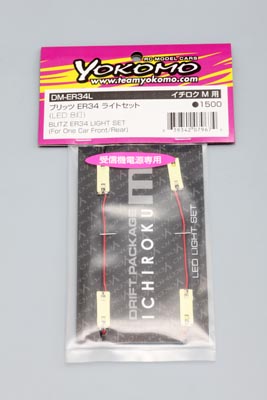 RC MODEL CARS
YOKOMO
www.teamyokomo.com
DM-ER34L
イチロク M 用
ブリッツ ER34 ライトセット
●1500
(LED 8灯)
BLITZ ER34 LIGHT SET
(For One Car Front/Rear)
受信機電源専用
DRIFT PACKAGE
ICHIROKU
m
LED LIGHT SET